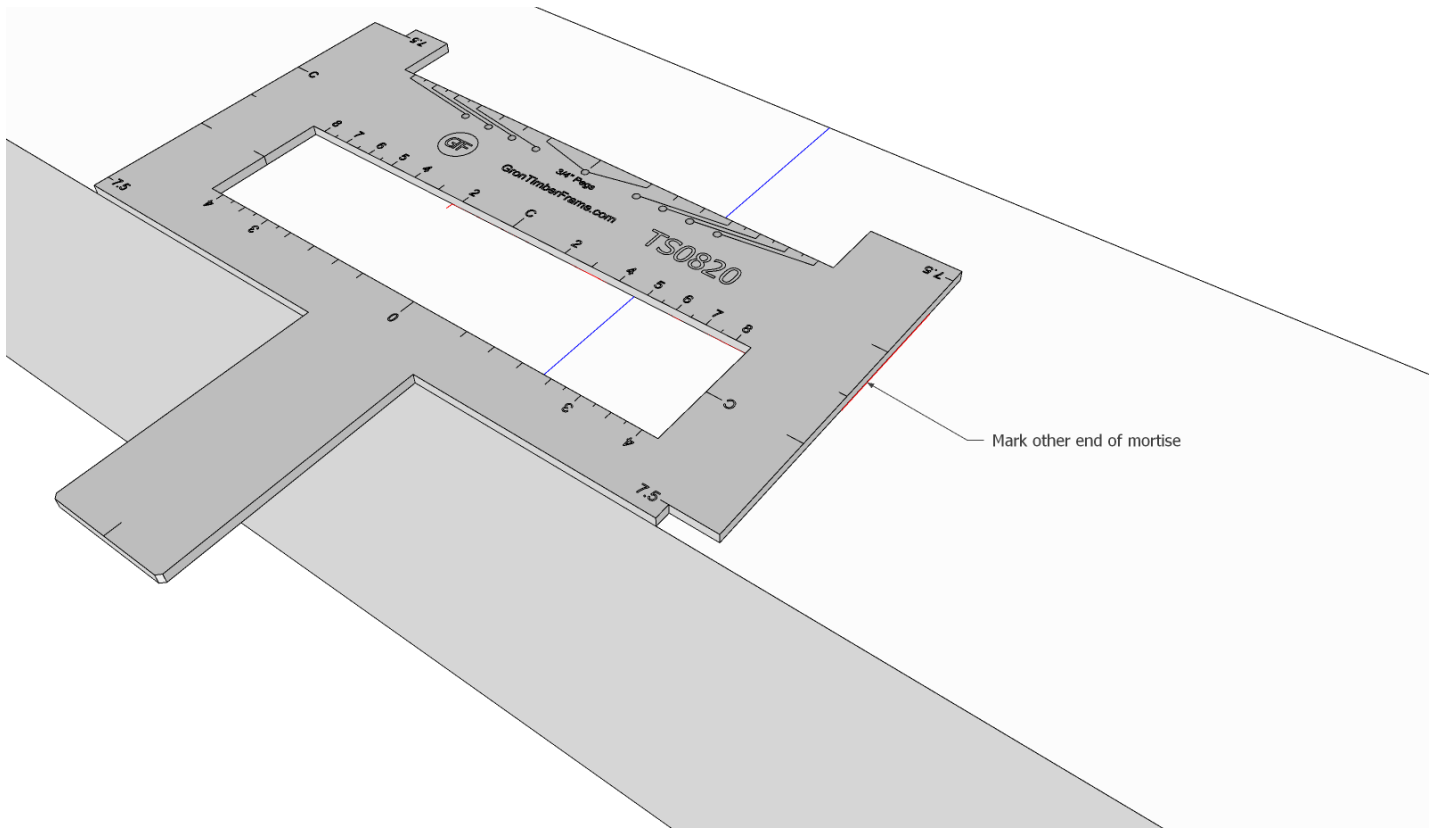 7.5
C
8 7 6 5 4 2 C 2 4 5 6 7 8
GF
3/4" Pegs
GronTimberFrame.com
TS0820
7.5
7.5
4 3 0 3 4
C
7.5
Mark other end of mortise